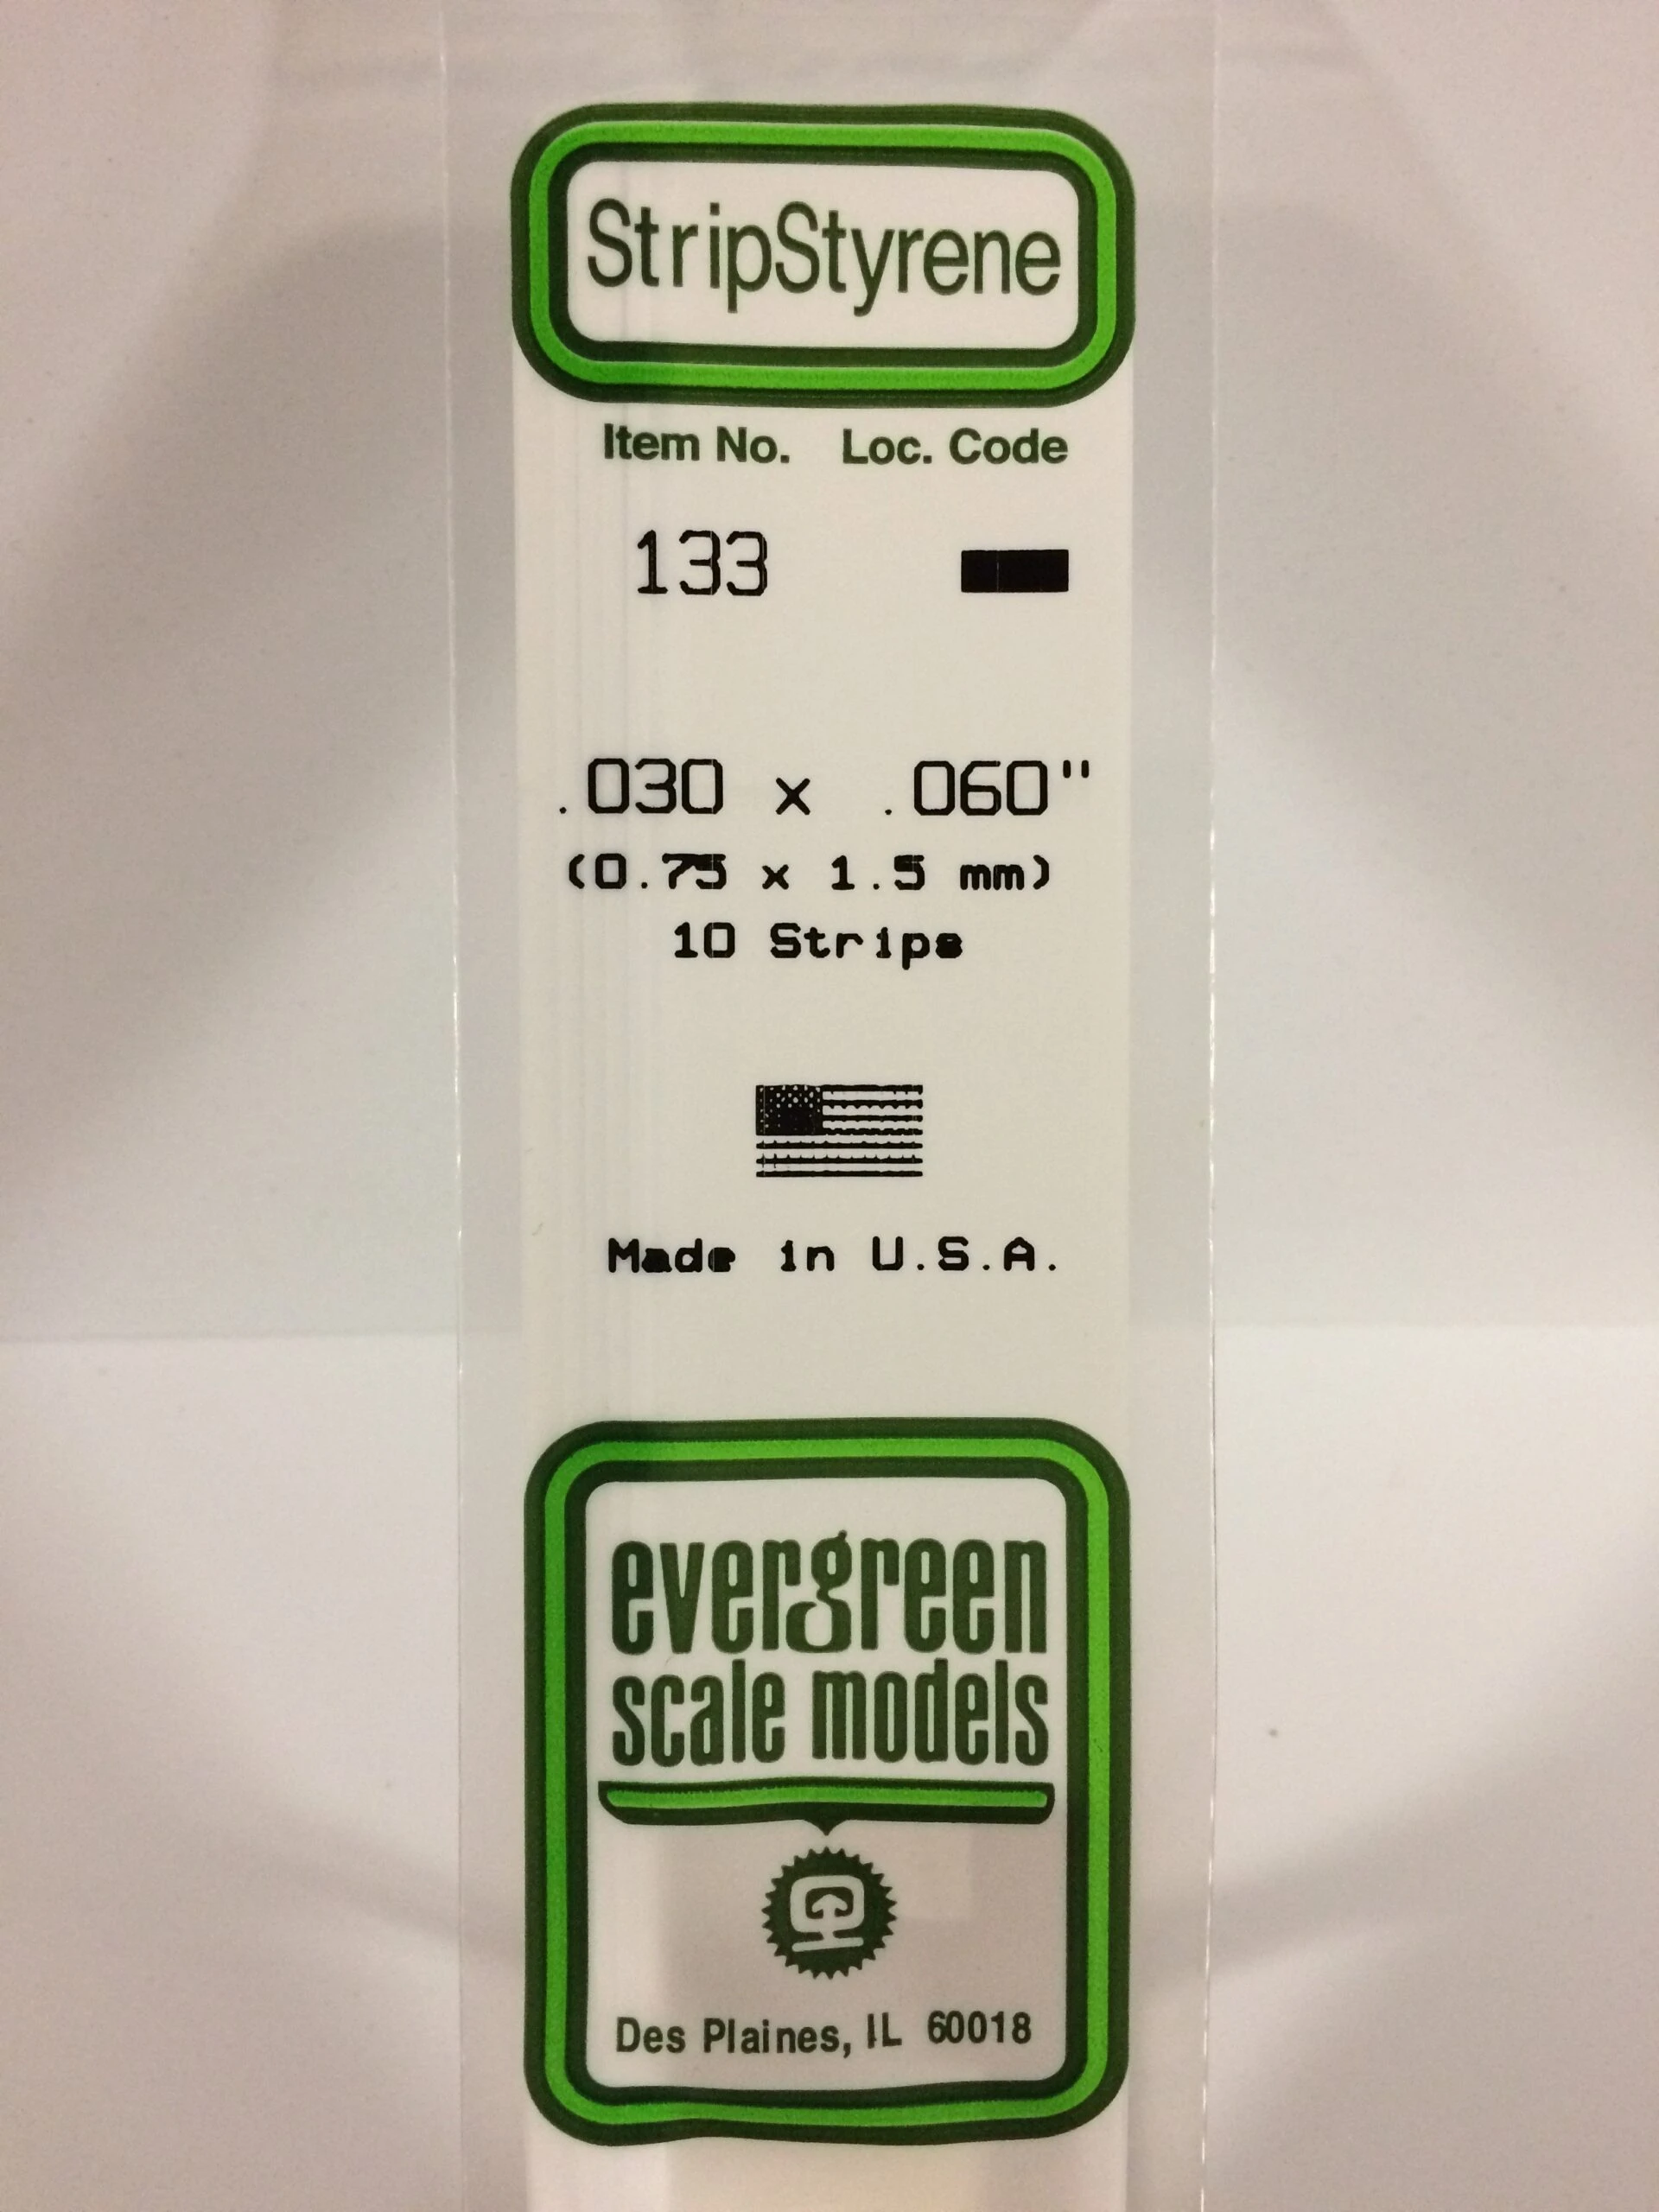 StripStyrene
Item No. Loc. Code
133
.030 x .060"
(0.75 x 1.5 mm)
10 Strips
Made in U.S.A.
evergreen
scale models
Des Plaines, IL 60018